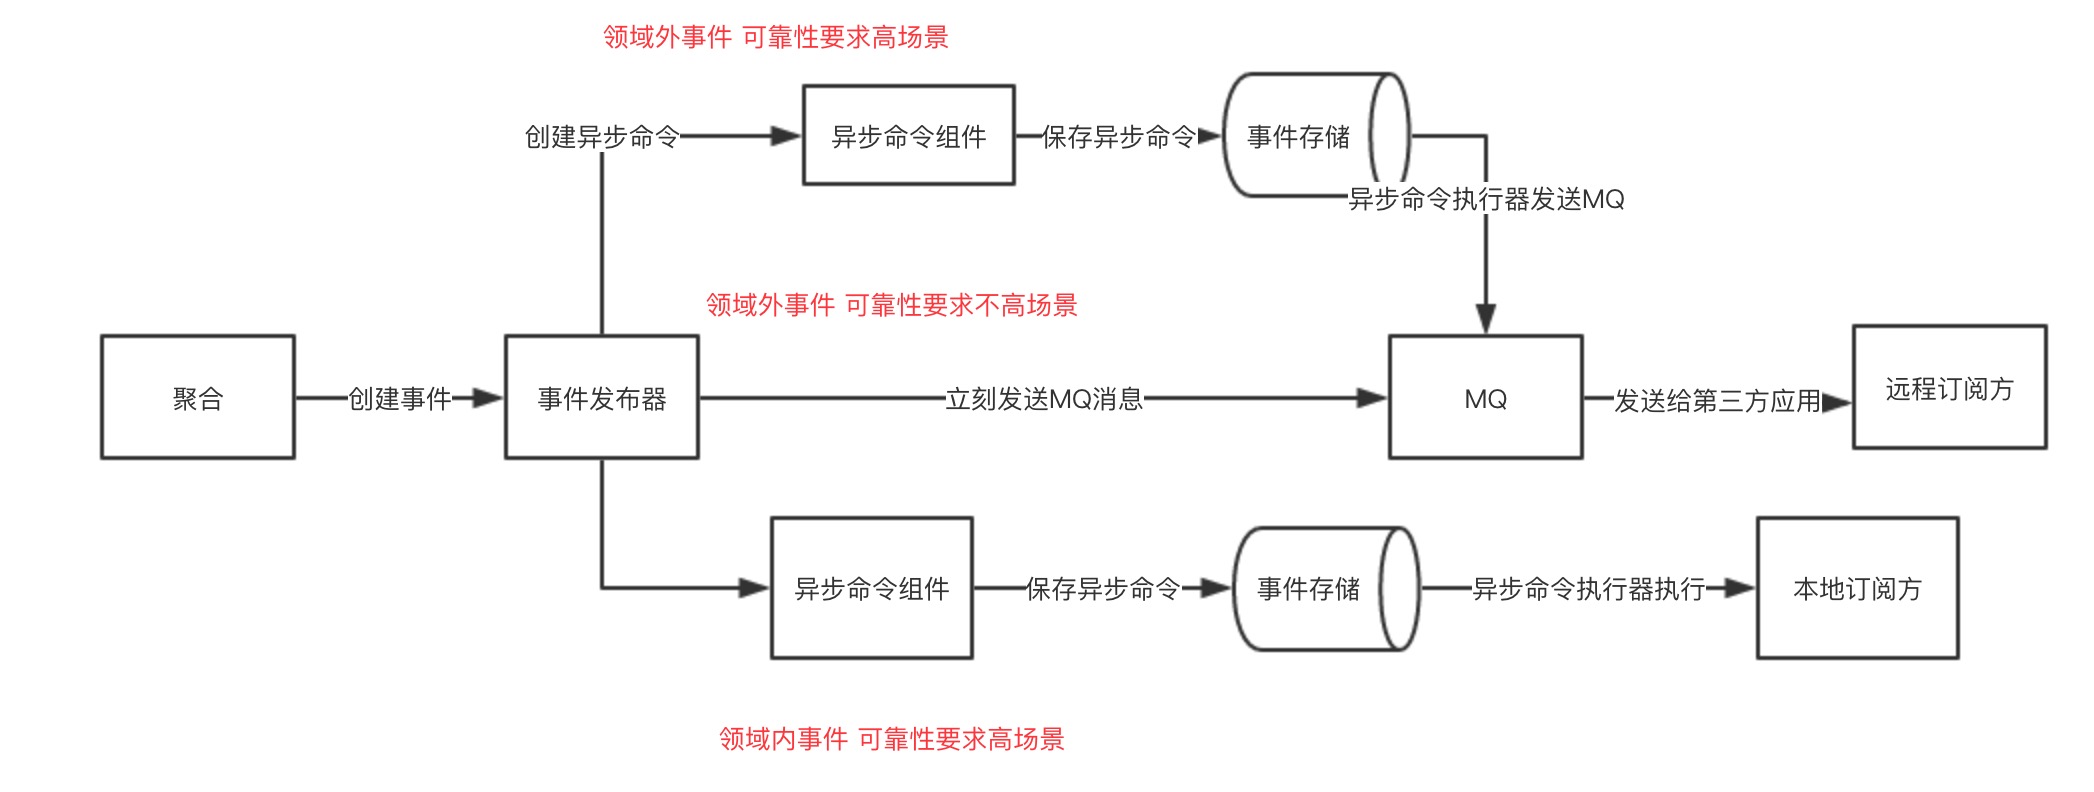 领域外事件 可靠性要求高场景
创建异步命令
异步命令组件
保存异步命令
事件存储
异步命令执行器发送MQ
领域外事件 可靠性要求不高场景
聚合
创建事件
事件发布器
立刻发送MQ消息
MQ
发送给第三方应用
远程订阅方
异步命令组件
保存异步命令
事件存储
异步命令执行器执行
本地订阅方
领域内事件 可靠性要求高场景